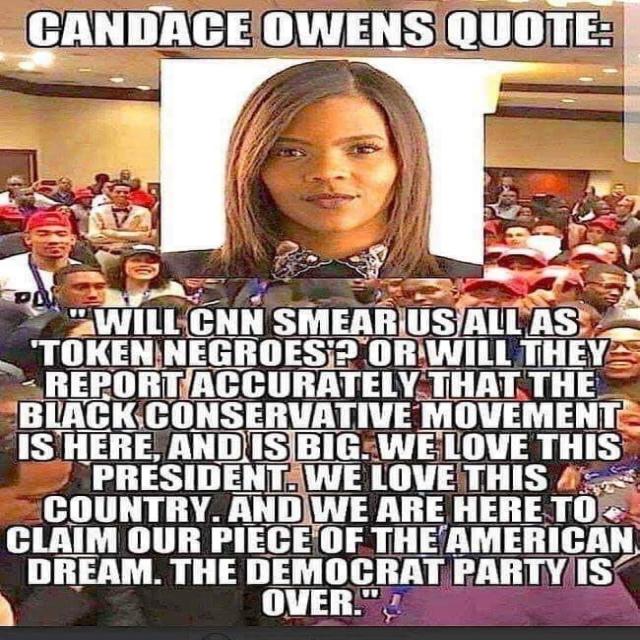 CANDACE OWENS QUOTE:
" WILL CNN SMEAR US ALL AS
'TOKEN NEGROES'? OR WILL THEY
REPORT ACCURATELY THAT THE
BLACK CONSERVATIVE MOVEMENT
IS HERE, AND IS BIG. WE LOVE THIS
PRESIDENT. WE LOVE THIS
COUNTRY. AND WE ARE HERE TO
CLAIM OUR PIECE OF THE AMERICAN
DREAM. THE DEMOCRAT PARTY IS
OVER."